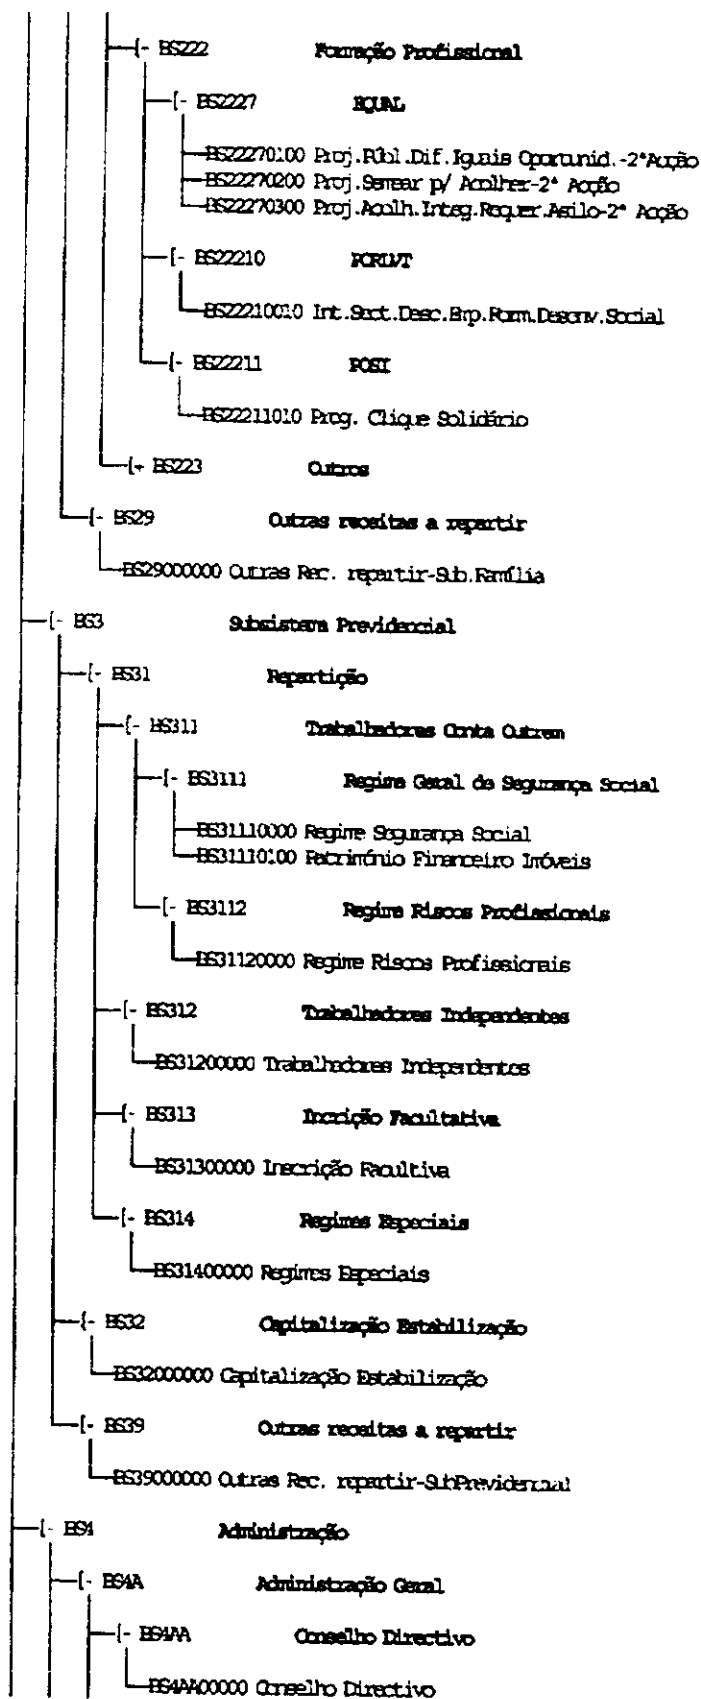 [- BS222 Formação Profissional
[- BS2227 EQUAL
BS22270100 Proj.Públ.Dif.Iguais Oportunid.-2ªAcção
BS22270200 Proj.Semear p/ Acolher-2ª Acção
BS22270300 Proj.Acolh.Integ.Requer.Asilo-2ª Acção
[- BS22210 PORLVT
BS22210010 Int.Sect.Desc.Emp.Form.Desenv.Social
[- BS22211 POSI
BS22211010 Prog. Clique Solidário
[+ BS223 Outros
[- BS29 Outras receitas a repartir
BS29000000 Outras Rec. repartir-Sub.Família
[- BS3 Subsistema Previdencial
[- BS31 Repartição
[- BS311 Trabalhadores Conta Outrem
[- BS3111 Regime Geral de Segurança Social
BS31110000 Regime Segurança Social
BS31110100 Património Financeiro Imóveis
[- BS3112 Regime Riscos Profissionais
BS31120000 Regime Riscos Profissionais
[- BS312 Trabalhadores Independentes
BS31200000 Trabalhadores Independentes
[- BS313 Incrição Facultativa
BS31300000 Inscrição Facultiva
[- BS314 Regimes Especiais
BS31400000 Regimes Especiais
[- BS32 Capitalização Estabilização
BS32000000 Capitalização Estabilização
[- BS39 Outras receitas a repartir
BS39000000 Outras Rec. repartir-SubPrevidencial
[- BS4 Administração
[- BS4A Administração Geral
[- BS4AA Conselho Directivo
BS4AA00000 Conselho Directivo